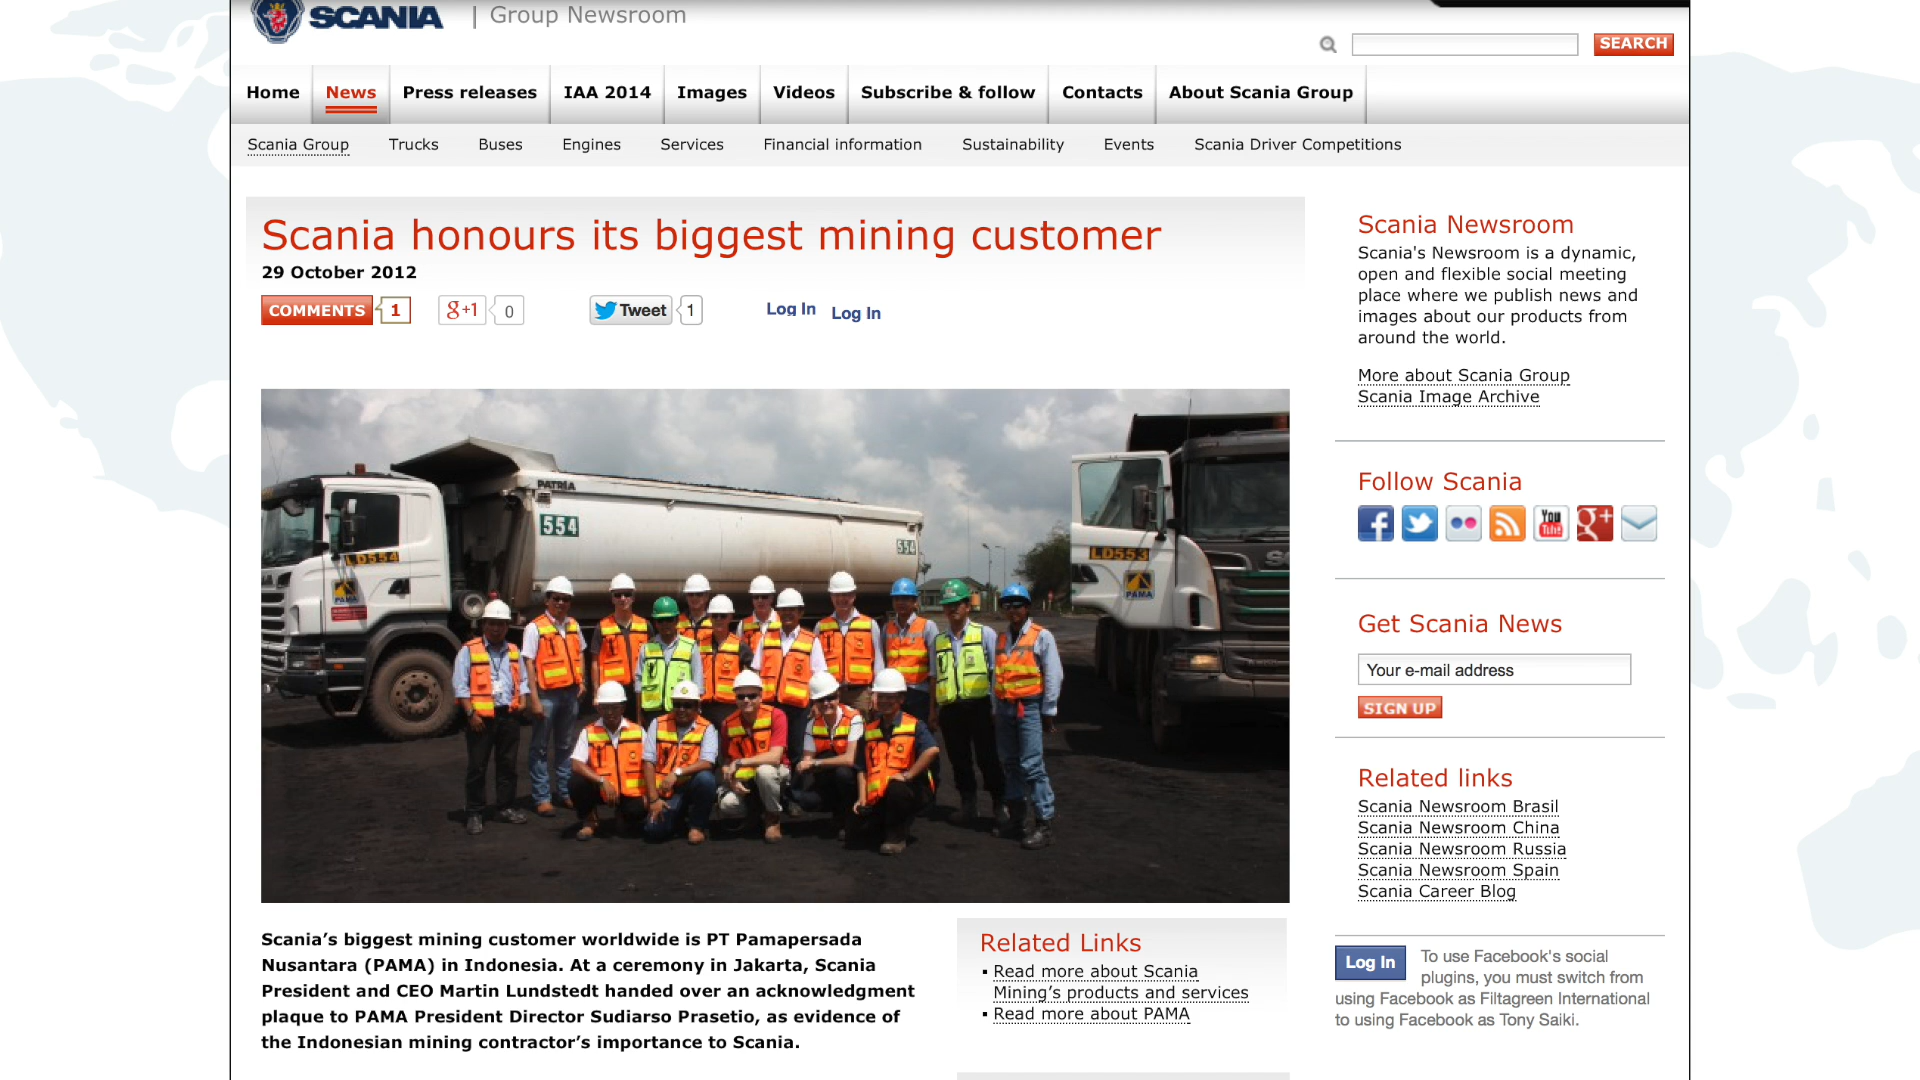 SCANIA | Group Newsroom
SEARCH
Home News Press releases IAA 2014 Images Videos Subscribe & follow Contacts About Scania Group
Scania Group Trucks Buses Engines Services Financial information Sustainability Events Scania Driver Competitions
Scania honours its biggest mining customer
29 October 2012
COMMENTS 1 g+1 0 Tweet 1 Log In Log In
PATRIA
554
554
LD554
PAMA
LD553
PAMA
Scania’s biggest mining customer worldwide is PT Pamapersada
Nusantara (PAMA) in Indonesia. At a ceremony in Jakarta, Scania
President and CEO Martin Lundstedt handed over an acknowledgment
plaque to PAMA President Director Sudiarso Prasetio, as evidence of
the Indonesian mining contractor’s importance to Scania.
Related Links
Read more about Scania
Mining’s products and services
Read more about PAMA
Scania Newsroom
Scania's Newsroom is a dynamic,
open and flexible social meeting
place where we publish news and
images about our products from
around the world.
More about Scania Group
Scania Image Archive
Follow Scania
f You Tube g+
Get Scania News
Your e-mail address
SIGN UP
Related links
Scania Newsroom Brasil
Scania Newsroom China
Scania Newsroom Russia
Scania Newsroom Spain
Scania Career Blog
Log In To use Facebook's social
plugins, you must switch from
using Facebook as Filtagreen International
to using Facebook as Tony Saiki.